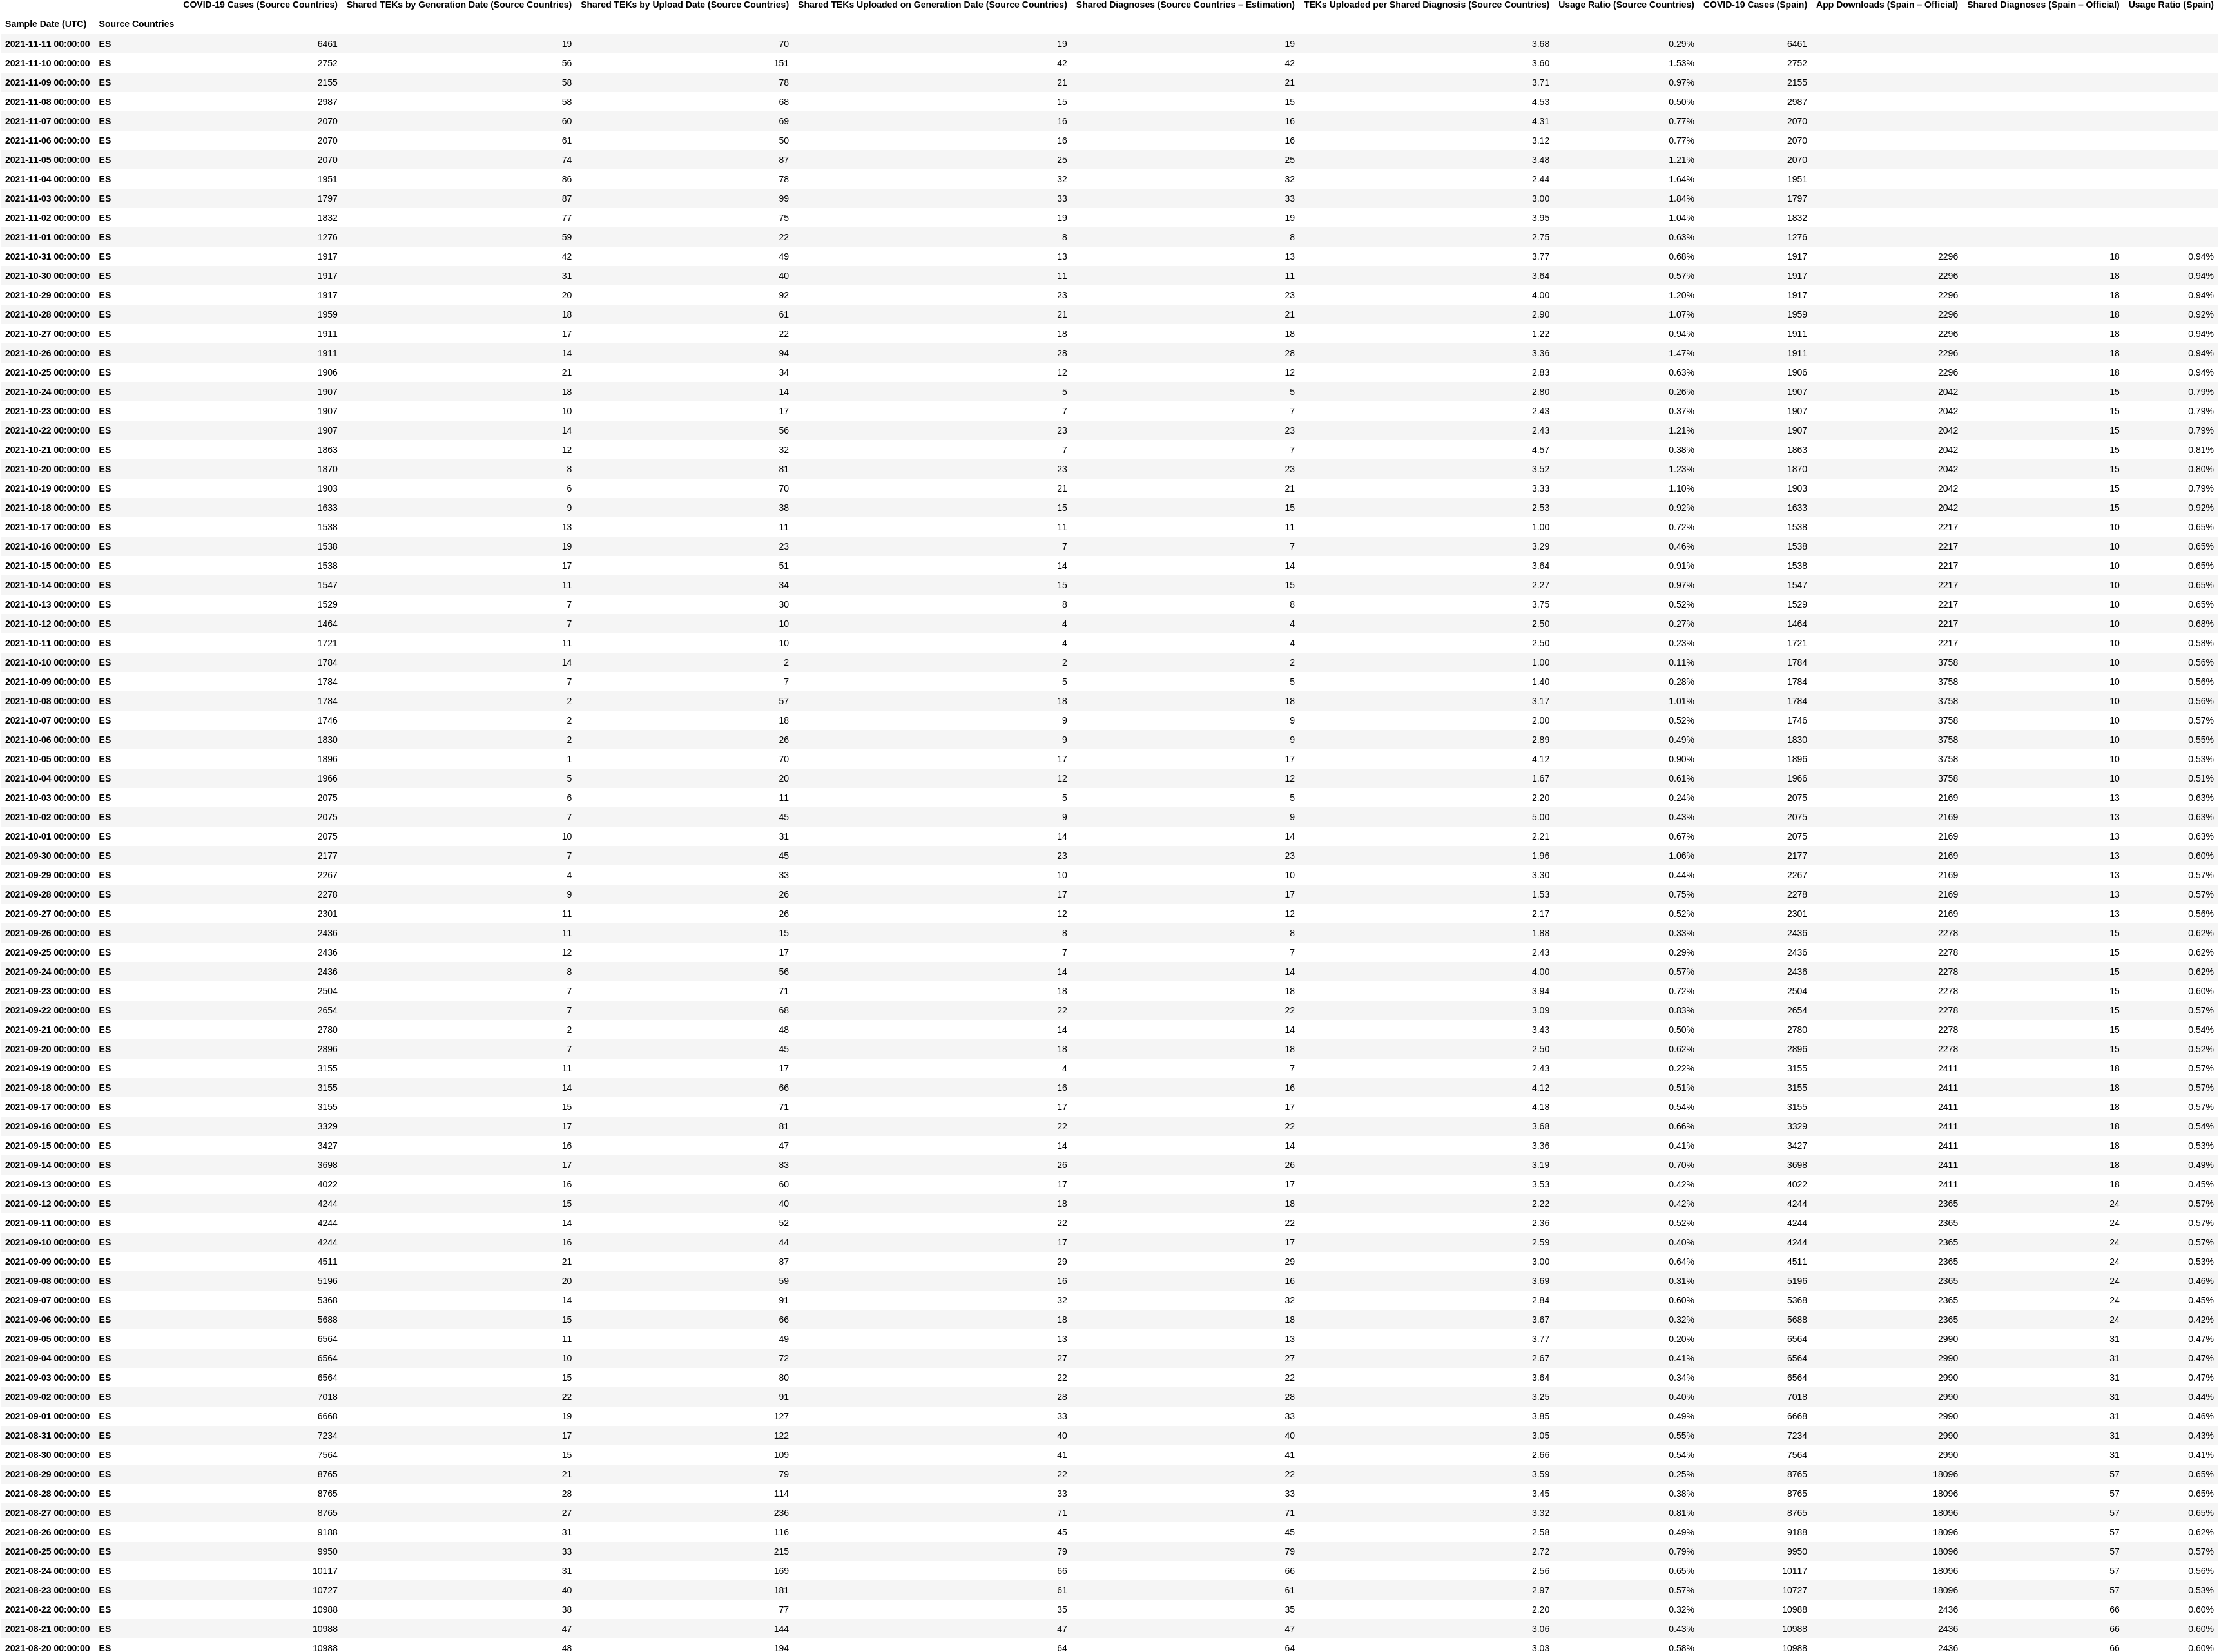 COVID-19 Cases (Source Countries) Shared TEKs by Generation Date (Source Countries) Shared TEKs by Upload Date (Source Countries) Shared TEKs Uploaded on Generation Date (Source Countries) Shared Diagnoses (Source Countries – Estimation) TEKs Uploaded per Shared Diagnosis (Source Countries) Usage Ratio (Source Countries) COVID-19 Cases (Spain) App Downloads (Spain – Official) Shared Diagnoses (Spain – Official) Usage Ratio (Spain)
Sample Date (UTC) Source Countries
2021-11-11 00:00:00 ES 6461 19 70 19 19 3.68 0.29% 6461
2021-11-10 00:00:00 ES 2752 56 151 42 42 3.60 1.53% 2752
2021-11-09 00:00:00 ES 2155 58 78 21 21 3.71 0.97% 2155
2021-11-08 00:00:00 ES 2987 58 68 15 15 4.53 0.50% 2987
2021-11-07 00:00:00 ES 2070 60 69 16 16 4.31 0.77% 2070
2021-11-06 00:00:00 ES 2070 61 50 16 16 3.12 0.77% 2070
2021-11-05 00:00:00 ES 2070 74 87 25 25 3.48 1.21% 2070
2021-11-04 00:00:00 ES 1951 86 78 32 32 2.44 1.64% 1951
2021-11-03 00:00:00 ES 1797 87 99 33 33 3.00 1.84% 1797
2021-11-02 00:00:00 ES 1832 77 75 19 19 3.95 1.04% 1832
2021-11-01 00:00:00 ES 1276 59 22 8 8 2.75 0.63% 1276
2021-10-31 00:00:00 ES 1917 42 49 13 13 3.77 0.68% 1917 2296 18 0.94%
2021-10-30 00:00:00 ES 1917 31 40 11 11 3.64 0.57% 1917 2296 18 0.94%
2021-10-29 00:00:00 ES 1917 20 92 23 23 4.00 1.20% 1917 2296 18 0.94%
2021-10-28 00:00:00 ES 1959 18 61 21 21 2.90 1.07% 1959 2296 18 0.92%
2021-10-27 00:00:00 ES 1911 17 22 18 18 1.22 0.94% 1911 2296 18 0.94%
2021-10-26 00:00:00 ES 1911 14 94 28 28 3.36 1.47% 1911 2296 18 0.94%
2021-10-25 00:00:00 ES 1906 21 34 12 12 2.83 0.63% 1906 2296 18 0.94%
2021-10-24 00:00:00 ES 1907 18 14 5 5 2.80 0.26% 1907 2042 15 0.79%
2021-10-23 00:00:00 ES 1907 10 17 7 7 2.43 0.37% 1907 2042 15 0.79%
2021-10-22 00:00:00 ES 1907 14 56 23 23 2.43 1.21% 1907 2042 15 0.79%
2021-10-21 00:00:00 ES 1863 12 32 7 7 4.57 0.38% 1863 2042 15 0.81%
2021-10-20 00:00:00 ES 1870 8 81 23 23 3.52 1.23% 1870 2042 15 0.80%
2021-10-19 00:00:00 ES 1903 6 70 21 21 3.33 1.10% 1903 2042 15 0.79%
2021-10-18 00:00:00 ES 1633 9 38 15 15 2.53 0.92% 1633 2042 15 0.92%
2021-10-17 00:00:00 ES 1538 13 11 11 11 1.00 0.72% 1538 2217 10 0.65%
2021-10-16 00:00:00 ES 1538 19 23 7 7 3.29 0.46% 1538 2217 10 0.65%
2021-10-15 00:00:00 ES 1538 17 51 14 14 3.64 0.91% 1538 2217 10 0.65%
2021-10-14 00:00:00 ES 1547 11 34 15 15 2.27 0.97% 1547 2217 10 0.65%
2021-10-13 00:00:00 ES 1529 7 30 8 8 3.75 0.52% 1529 2217 10 0.65%
2021-10-12 00:00:00 ES 1464 7 10 4 4 2.50 0.27% 1464 2217 10 0.68%
2021-10-11 00:00:00 ES 1721 11 10 4 4 2.50 0.23% 1721 2217 10 0.58%
2021-10-10 00:00:00 ES 1784 14 2 2 2 1.00 0.11% 1784 3758 10 0.56%
2021-10-09 00:00:00 ES 1784 7 7 5 5 1.40 0.28% 1784 3758 10 0.56%
2021-10-08 00:00:00 ES 1784 2 57 18 18 3.17 1.01% 1784 3758 10 0.56%
2021-10-07 00:00:00 ES 1746 2 18 9 9 2.00 0.52% 1746 3758 10 0.57%
2021-10-06 00:00:00 ES 1830 2 26 9 9 2.89 0.49% 1830 3758 10 0.55%
2021-10-05 00:00:00 ES 1896 1 70 17 17 4.12 0.90% 1896 3758 10 0.53%
2021-10-04 00:00:00 ES 1966 5 20 12 12 1.67 0.61% 1966 3758 10 0.51%
2021-10-03 00:00:00 ES 2075 6 11 5 5 2.20 0.24% 2075 2169 13 0.63%
2021-10-02 00:00:00 ES 2075 7 45 9 9 5.00 0.43% 2075 2169 13 0.63%
2021-10-01 00:00:00 ES 2075 10 31 14 14 2.21 0.67% 2075 2169 13 0.63%
2021-09-30 00:00:00 ES 2177 7 45 23 23 1.96 1.06% 2177 2169 13 0.60%
2021-09-29 00:00:00 ES 2267 4 33 10 10 3.30 0.44% 2267 2169 13 0.57%
2021-09-28 00:00:00 ES 2278 9 26 17 17 1.53 0.75% 2278 2169 13 0.57%
2021-09-27 00:00:00 ES 2301 11 26 12 12 2.17 0.52% 2301 2169 13 0.56%
2021-09-26 00:00:00 ES 2436 11 15 8 8 1.88 0.33% 2436 2278 15 0.62%
2021-09-25 00:00:00 ES 2436 12 17 7 7 2.43 0.29% 2436 2278 15 0.62%
2021-09-24 00:00:00 ES 2436 8 56 14 14 4.00 0.57% 2436 2278 15 0.62%
2021-09-23 00:00:00 ES 2504 7 71 18 18 3.94 0.72% 2504 2278 15 0.60%
2021-09-22 00:00:00 ES 2654 7 68 22 22 3.09 0.83% 2654 2278 15 0.57%
2021-09-21 00:00:00 ES 2780 2 48 14 14 3.43 0.50% 2780 2278 15 0.54%
2021-09-20 00:00:00 ES 2896 7 45 18 18 2.50 0.62% 2896 2278 15 0.52%
2021-09-19 00:00:00 ES 3155 11 17 4 7 2.43 0.22% 3155 2411 18 0.57%
2021-09-18 00:00:00 ES 3155 14 66 16 16 4.12 0.51% 3155 2411 18 0.57%
2021-09-17 00:00:00 ES 3155 15 71 17 17 4.18 0.54% 3155 2411 18 0.57%
2021-09-16 00:00:00 ES 3329 17 81 22 22 3.68 0.66% 3329 2411 18 0.54%
2021-09-15 00:00:00 ES 3427 16 47 14 14 3.36 0.41% 3427 2411 18 0.53%
2021-09-14 00:00:00 ES 3698 17 83 26 26 3.19 0.70% 3698 2411 18 0.49%
2021-09-13 00:00:00 ES 4022 16 60 17 17 3.53 0.42% 4022 2411 18 0.45%
2021-09-12 00:00:00 ES 4244 15 40 18 18 2.22 0.42% 4244 2365 24 0.57%
2021-09-11 00:00:00 ES 4244 14 52 22 22 2.36 0.52% 4244 2365 24 0.57%
2021-09-10 00:00:00 ES 4244 16 44 17 17 2.59 0.40% 4244 2365 24 0.57%
2021-09-09 00:00:00 ES 4511 21 87 29 29 3.00 0.64% 4511 2365 24 0.53%
2021-09-08 00:00:00 ES 5196 20 59 16 16 3.69 0.31% 5196 2365 24 0.46%
2021-09-07 00:00:00 ES 5368 14 91 32 32 2.84 0.60% 5368 2365 24 0.45%
2021-09-06 00:00:00 ES 5688 15 66 18 18 3.67 0.32% 5688 2365 24 0.42%
2021-09-05 00:00:00 ES 6564 11 49 13 13 3.77 0.20% 6564 2990 31 0.47%
2021-09-04 00:00:00 ES 6564 10 72 27 27 2.67 0.41% 6564 2990 31 0.47%
2021-09-03 00:00:00 ES 6564 15 80 22 22 3.64 0.34% 6564 2990 31 0.47%
2021-09-02 00:00:00 ES 7018 22 91 28 28 3.25 0.40% 7018 2990 31 0.44%
2021-09-01 00:00:00 ES 6668 19 127 33 33 3.85 0.49% 6668 2990 31 0.46%
2021-08-31 00:00:00 ES 7234 17 122 40 40 3.05 0.55% 7234 2990 31 0.43%
2021-08-30 00:00:00 ES 7564 15 109 41 41 2.66 0.54% 7564 2990 31 0.41%
2021-08-29 00:00:00 ES 8765 21 79 22 22 3.59 0.25% 8765 18096 57 0.65%
2021-08-28 00:00:00 ES 8765 28 114 33 33 3.45 0.38% 8765 18096 57 0.65%
2021-08-27 00:00:00 ES 8765 27 236 71 71 3.32 0.81% 8765 18096 57 0.65%
2021-08-26 00:00:00 ES 9188 31 116 45 45 2.58 0.49% 9188 18096 57 0.62%
2021-08-25 00:00:00 ES 9950 33 215 79 79 2.72 0.79% 9950 18096 57 0.57%
2021-08-24 00:00:00 ES 10117 31 169 66 66 2.56 0.65% 10117 18096 57 0.56%
2021-08-23 00:00:00 ES 10727 40 181 61 61 2.97 0.57% 10727 18096 57 0.53%
2021-08-22 00:00:00 ES 10988 38 77 35 35 2.20 0.32% 10988 2436 66 0.60%
2021-08-21 00:00:00 ES 10988 47 144 47 47 3.06 0.43% 10988 2436 66 0.60%
2021-08-20 00:00:00 ES 10988 48 194 64 64 3.03 0.58% 10988 2436 66 0.60%